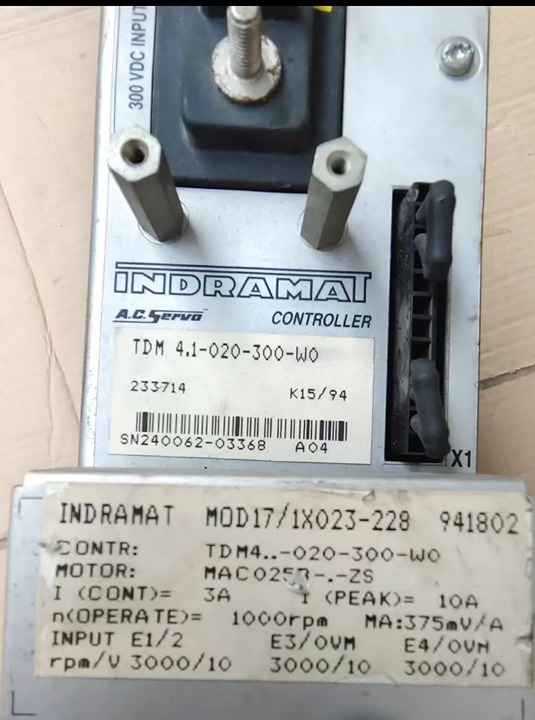 300 VDC INPUT
INDRAMAT
A.C. Servo
CONTROLLER
TDM 4.1-020-300-W0
233714 K15/94
SN240062-03368 A04
X1
INDRAMAT MOD17/1X023-228 941802
CONTR: TDM4..-020-300-W0
MOTOR: -.-ZS
I (CONT)= 3A I (PEAK)= 10A
n(OPERATE)= 1000rpm MA:375mV/A
INPUT E1/2 E3/0VM E4/0VM
rpm/V 3000/10 3000/10 3000/10